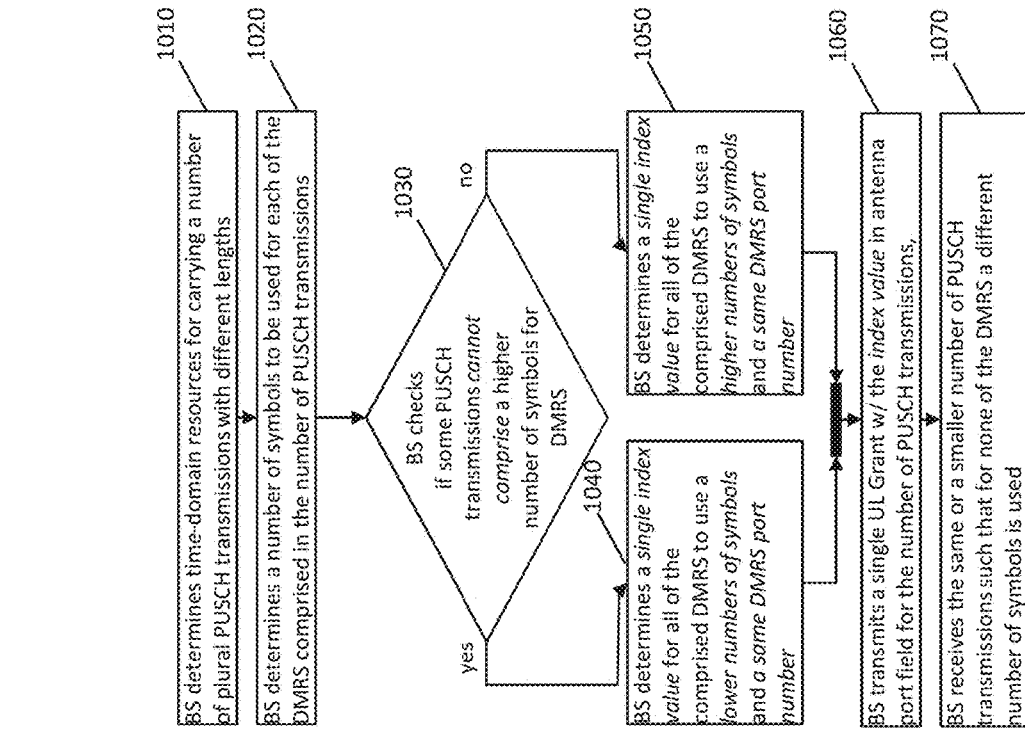 1010
BS determines time-domain resources for carrying a number
of plural PUSCH transmissions with different lengths
1020
BS determines a number of symbols to be used for each of the
DMRS comprised in the number of PUSCH transmissions
1030
BS checks
if some PUSCH
transmissions cannot
comprise a higher
number of symbols for
DMRS
yes
no
1040
BS determines a single index
value for all of the
comprised DMRS to use a
lower numbers of symbols
and a same DMRS port
number
1050
BS determines a single index
value for all of the
comprised DMRS to use a
higher numbers of symbols
and a same DMRS port
number
1060
BS transmits a single UL Grant w/ the index value in antenna
port field for the number of PUSCH transmissions,
1070
BS receives the same or a smaller number of PUSCH
transmissions such that for none of the DMRS a different
number of symbols is used